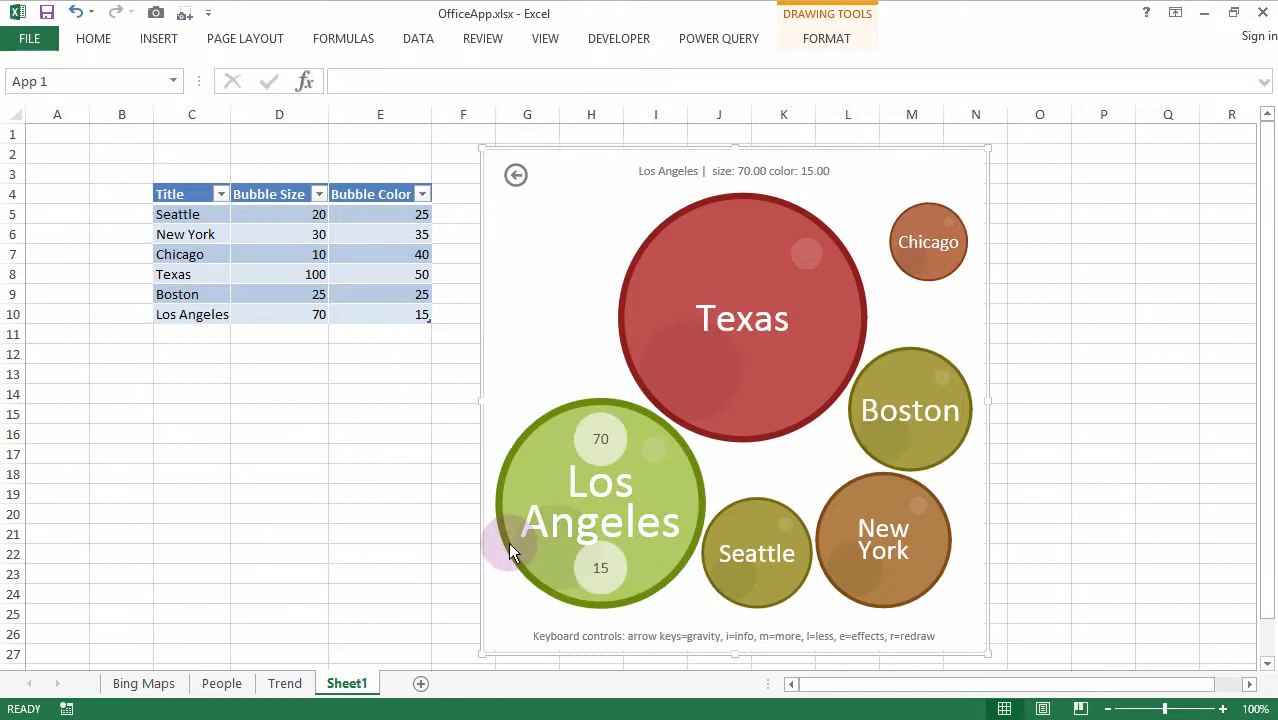 OfficeApp.xlsx - Excel
DRAWING TOOLS
?
FILE HOME INSERT PAGE LAYOUT FORMULAS DATA REVIEW VIEW DEVELOPER POWER QUERY FORMAT Sign in
App 1 fx
A B C D E F G H I J K L M N O P Q R
1
2
3
4 Title Bubble Size Bubble Color
5 Seattle 20 25
6 New York 30 35
7 Chicago 10 40
8 Texas 100 50
9 Boston 25 25
10 Los Angeles 70 15
11
12
13
14
15
16
17
18
19
20
21
22
23
24
25
26
27
Los Angeles | size: 70.00 color: 15.00
Chicago
Texas
Boston
70
Los
Angeles
15
Seattle
New
York
Keyboard controls: arrow keys=gravity, i=info, m=more, l=less, e=effects, r=redraw
Bing Maps People Trend Sheet1
READY 100%